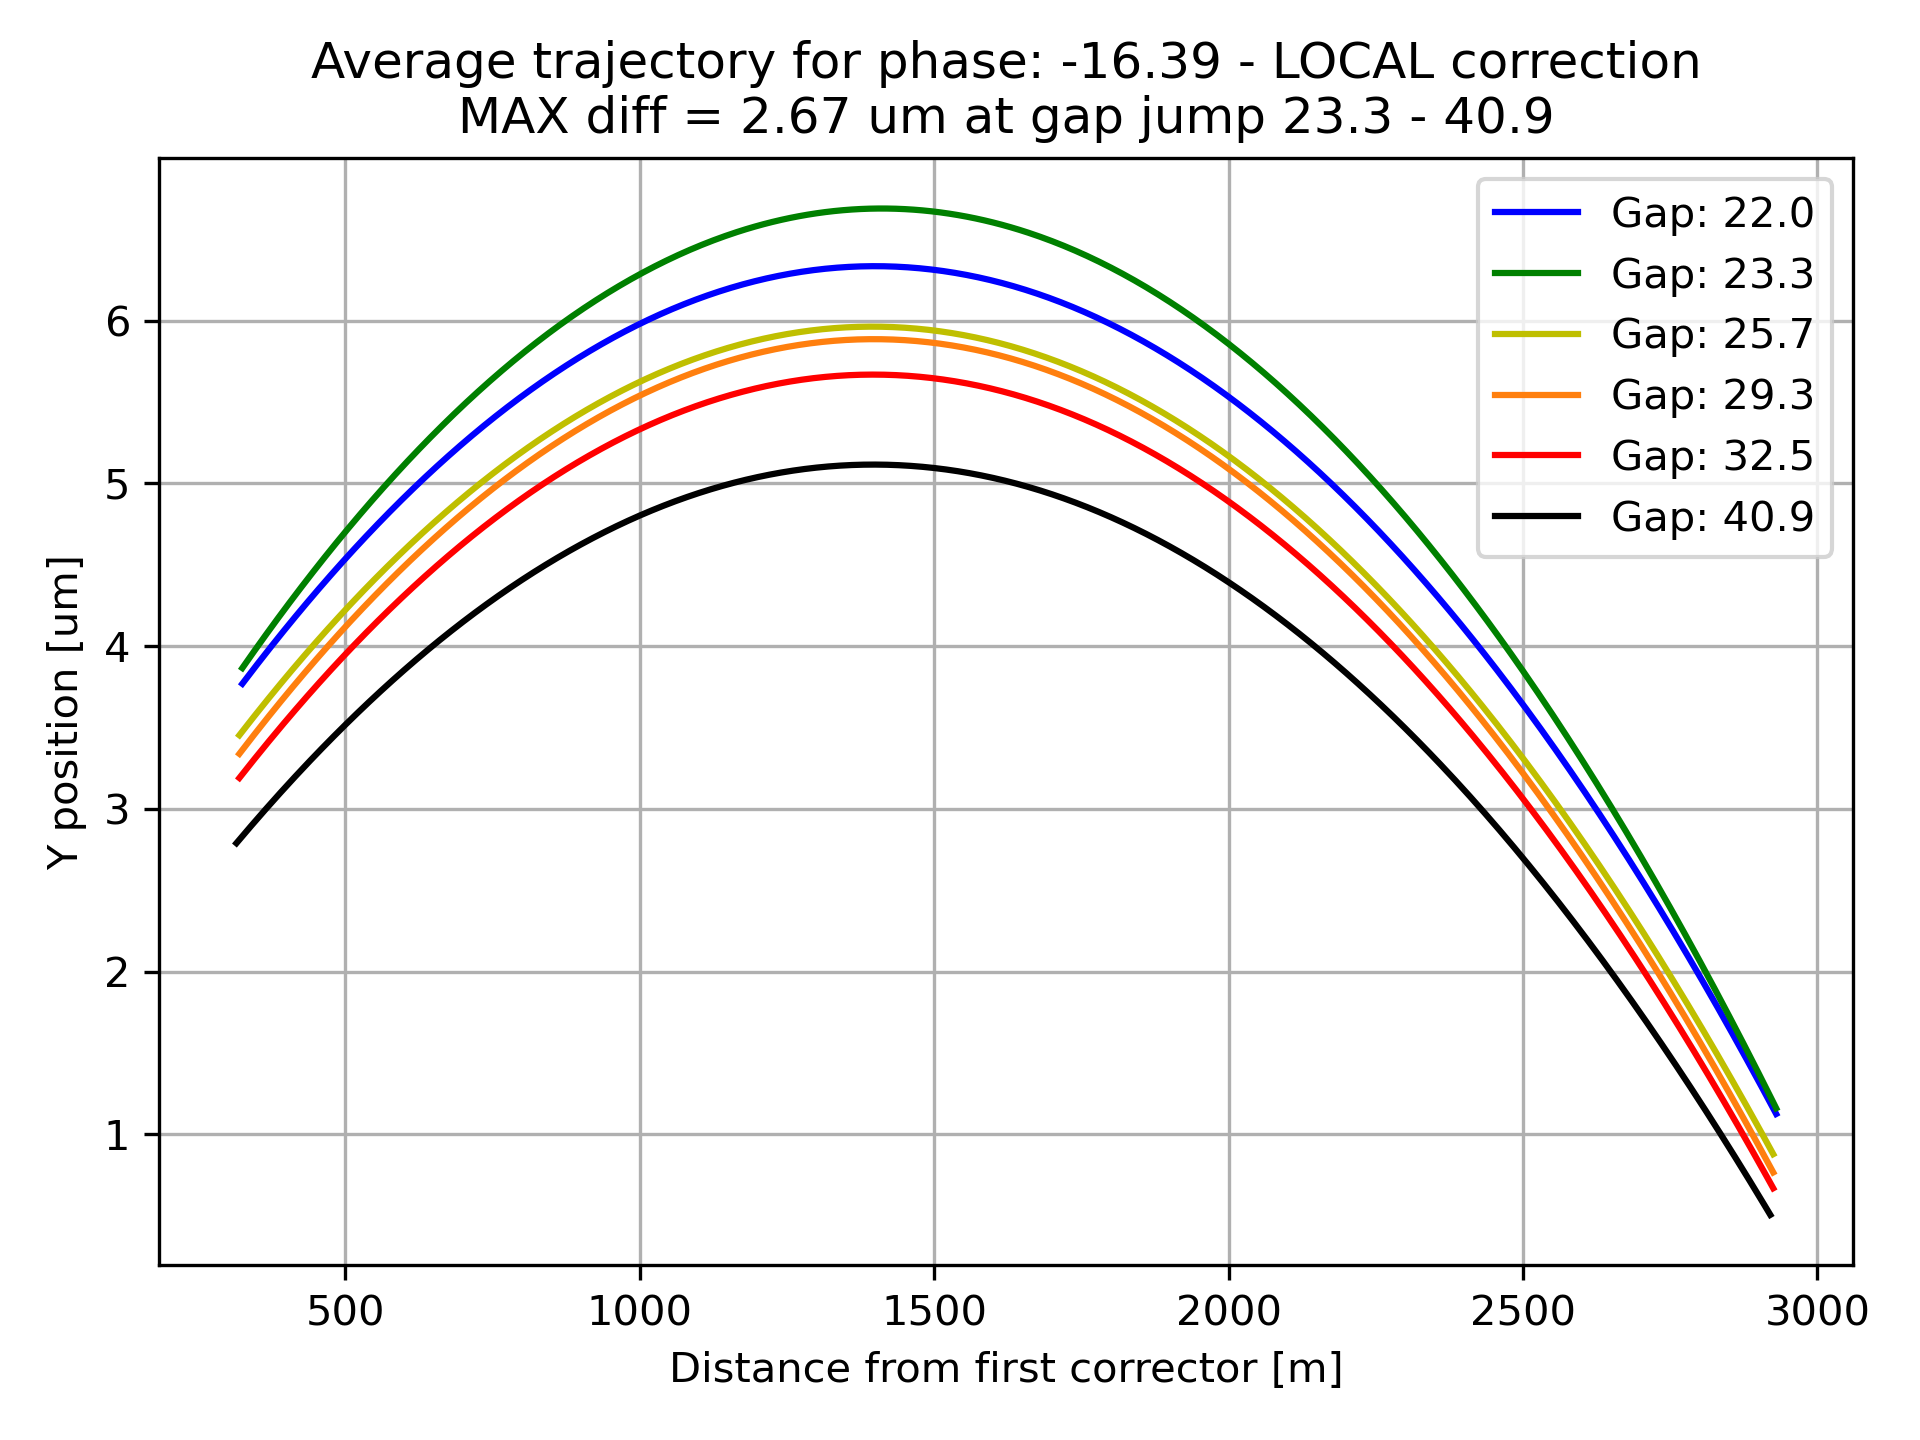 Average trajectory for phase: -16.39 - LOCAL correction
MAX diff = 2.67 um at gap jump 23.3 - 40.9
Gap: 22.0
Gap: 23.3
Gap: 25.7
Gap: 29.3
Gap: 32.5
Gap: 40.9
Y position [um]
6
5
4
3
2
1
500 1000 1500 2000 2500 3000
Distance from first corrector [m]